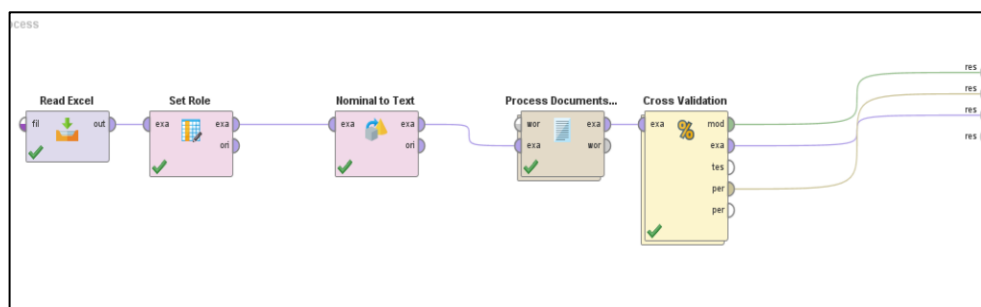 ocess
Read Excel
fil out
Set Role
exa exa
ori
Nominal to Text
exa exa
ori
Process Documents...
wor exa
exa wor
Cross Validation
exa mod
exa
tes
per
per
res
res
res
res